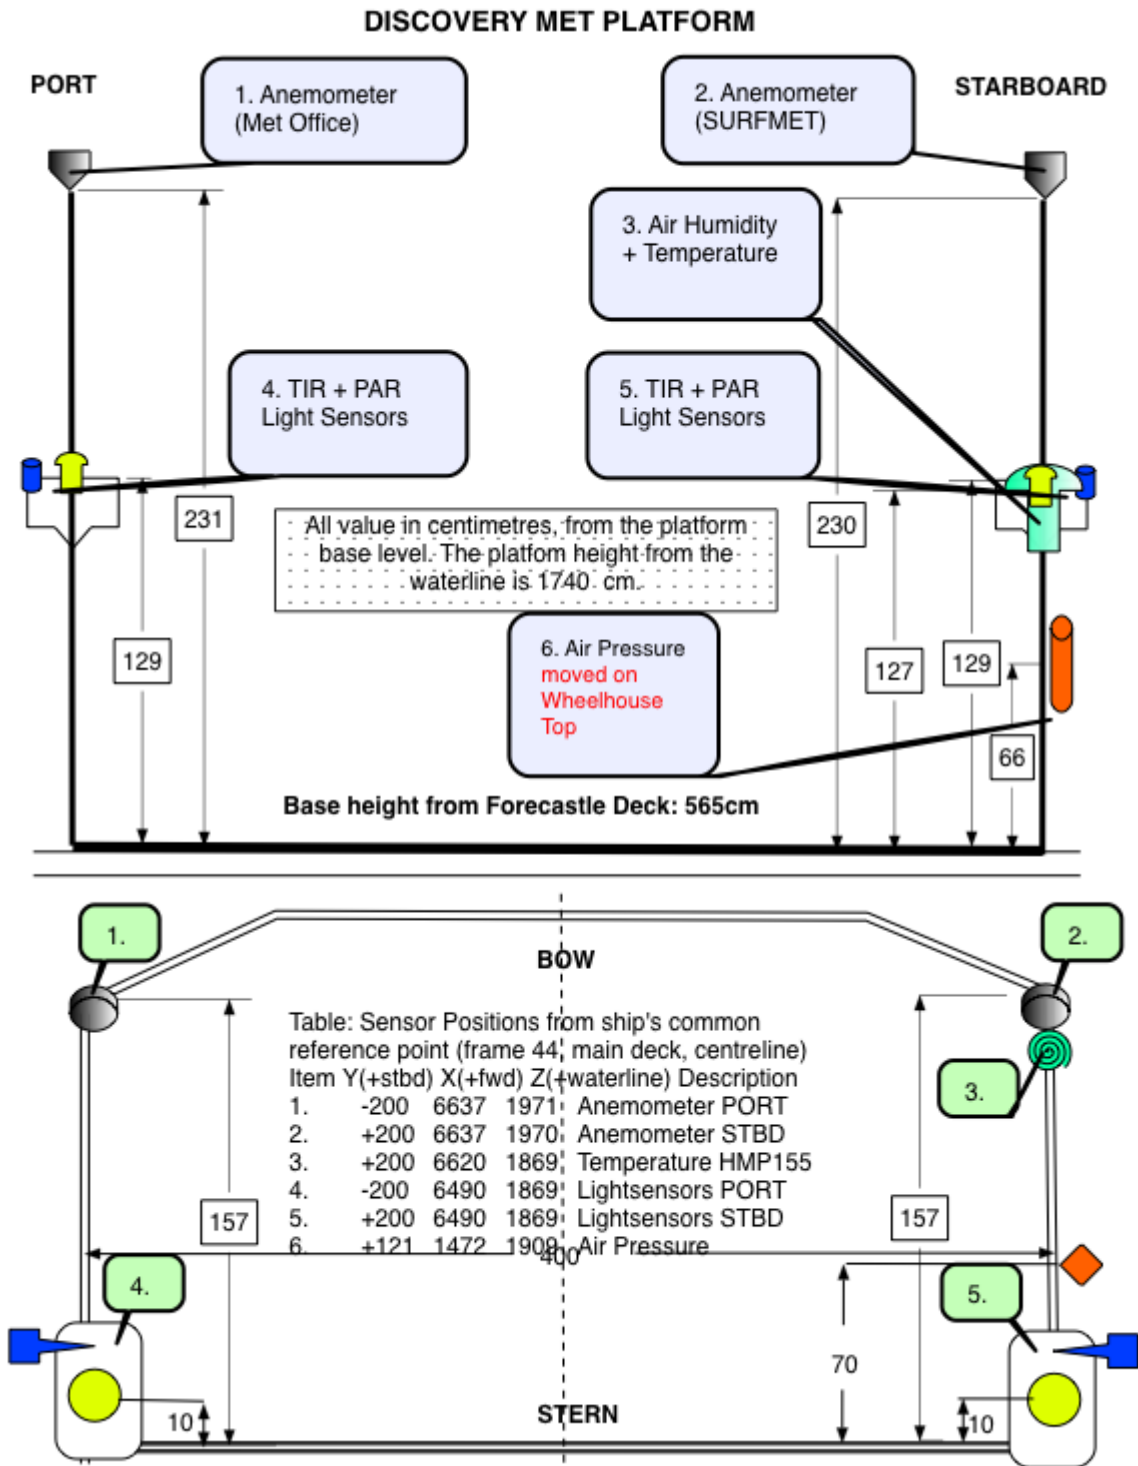 DISCOVERY MET PLATFORM
PORT
STARBOARD
1. Anemometer
(Met Office)
2. Anemometer
(SURFMET)
3. Air Humidity
+ Temperature
4. TIR + PAR
Light Sensors
5. TIR + PAR
Light Sensors
231
230
All value in centimetres, from the platform
base level. The platfom height from the
waterline is 1740 cm.
129
127
129
6. Air Pressure
moved on
Wheelhouse
Top
66
Base height from Forecastle Deck: 565cm
1.
2.
BOW
Table: Sensor Positions from ship's common
reference point (frame 44, main deck, centreline)
Item Y(+stbd) X(+fwd) Z(+waterline) Description
1. -200 6637 1971 Anemometer PORT
2. +200 6637 1970 Anemometer STBD
3. +200 6620 1869 Temperature HMP155
4. -200 6490 1869 Lightsensors PORT
5. +200 6490 1869 Lightsensors STBD
6. +121 1472 1909 Air Pressure
3.
157
157
400
4.
5.
70
10
STERN
10